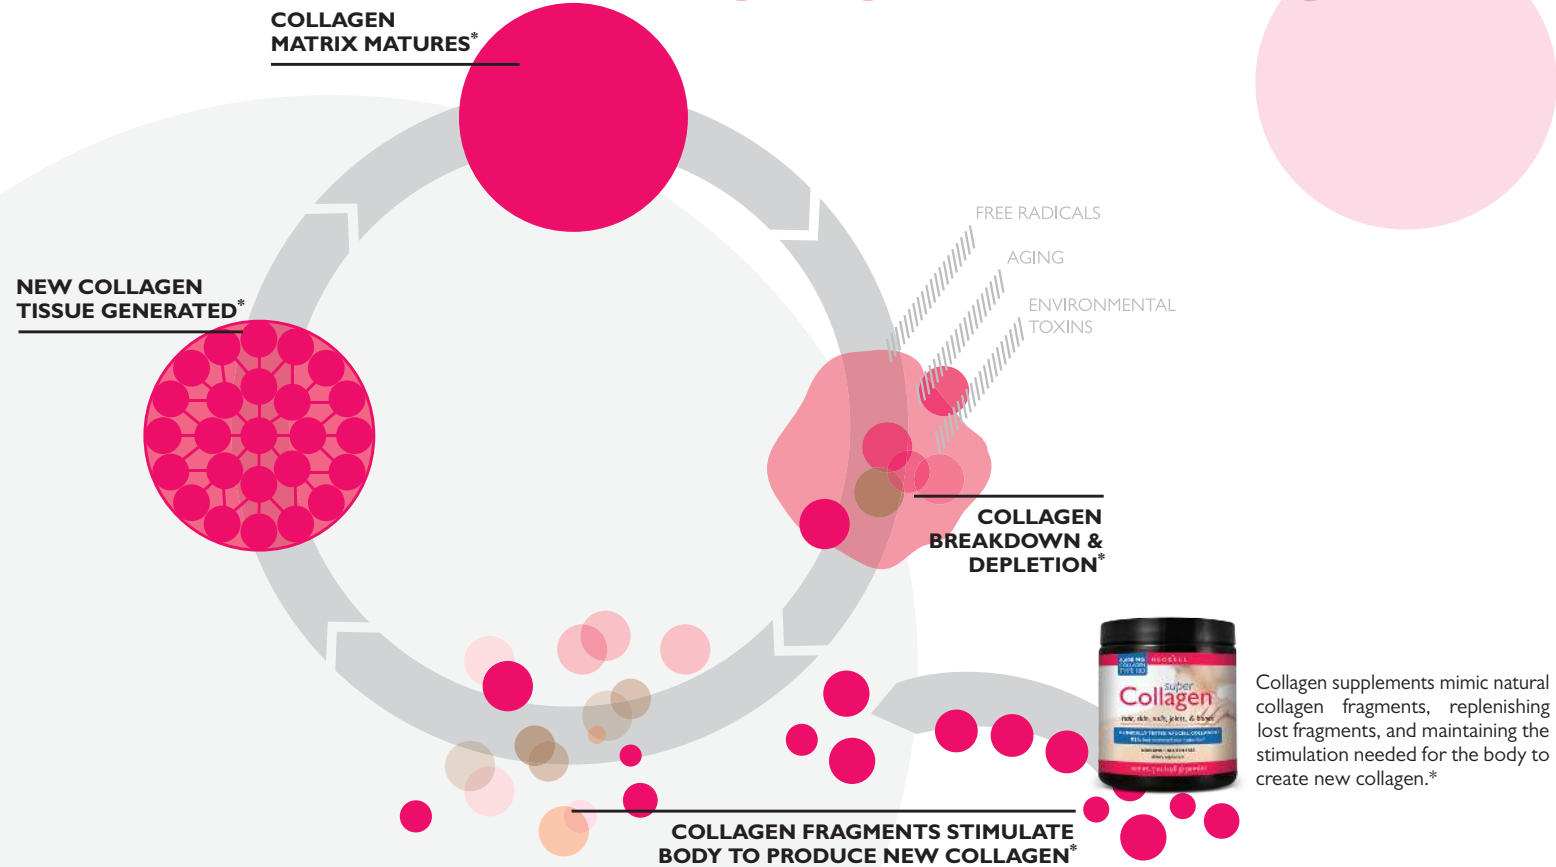 COLLAGEN
MATRIX MATURES*
FREE RADICALS
AGING
ENVIRONMENTAL
TOXINS
NEW COLLAGEN
TISSUE GENERATED*
COLLAGEN
BREAKDOWN &
DEPLETION*
NEOCELL
super
Collagen
Collagen supplements mimic natural
collagen fragments, replenishing
lost fragments, and maintaining the
stimulation needed for the body to
create new collagen.*
COLLAGEN FRAGMENTS STIMULATE
BODY TO PRODUCE NEW COLLAGEN*